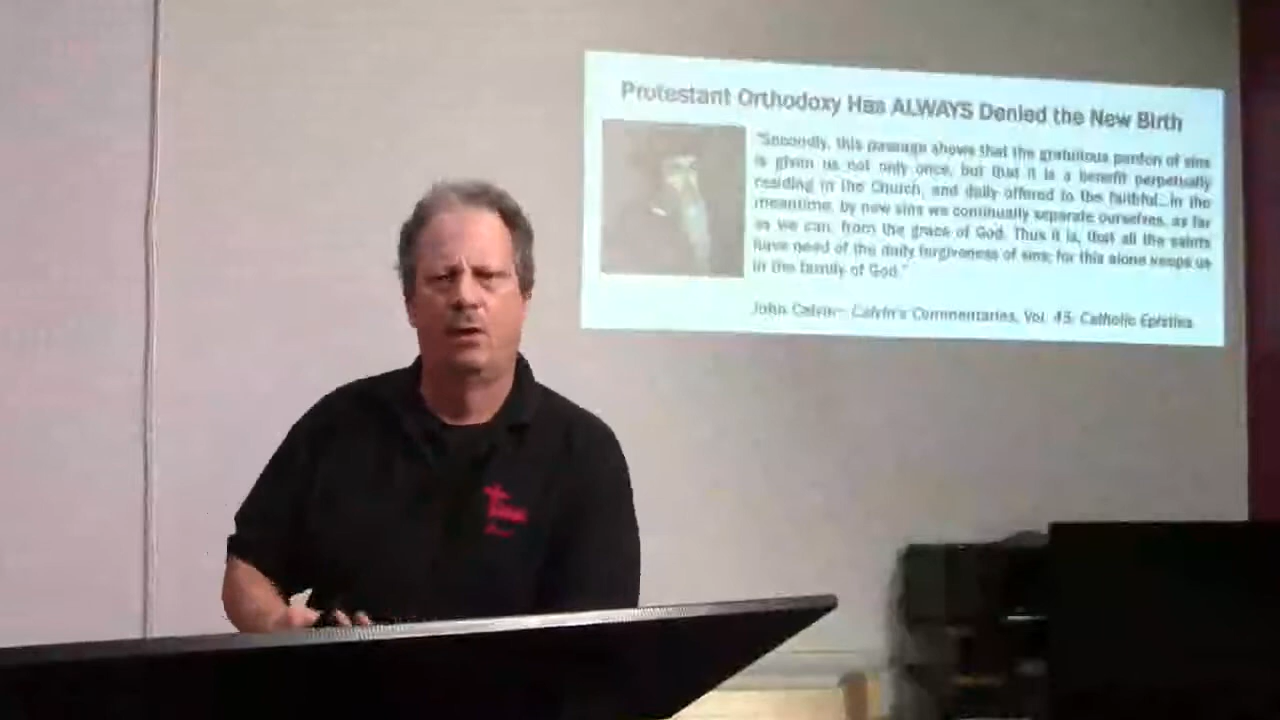 Protestant Orthodoxy Has ALWAYS Denied the New Birth
"Secondly, this passage shows that the gratuitous pardon of sins
is given us not only once, but that it is a benefit perpetually
residing in the Church, and daily offered to the faithful...in the
meantime, by new sins we continually separate ourselves, as far
as we can, from the grace of God. Thus it is, that all the saints
have need of the daily forgiveness of sins; for this alone keeps us
in the family of God."
John Calvin— Calvin's Commentaries, Vol. 45: Catholic Epistles